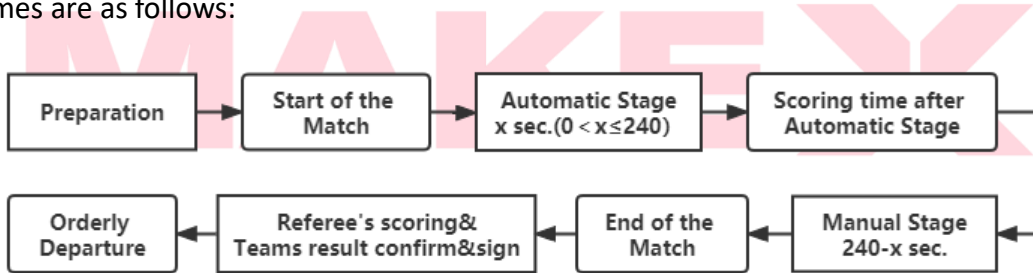 mes are as follows:
MAKEX
Preparation
Start of the
Match
Automatic Stage
x sec.(0<x≤240)
Scoring time after
Automatic Stage
Orderly
Departure
Referee's scoring&
Teams result confirm&sign
End of the
Match
Manual Stage
240-x sec.